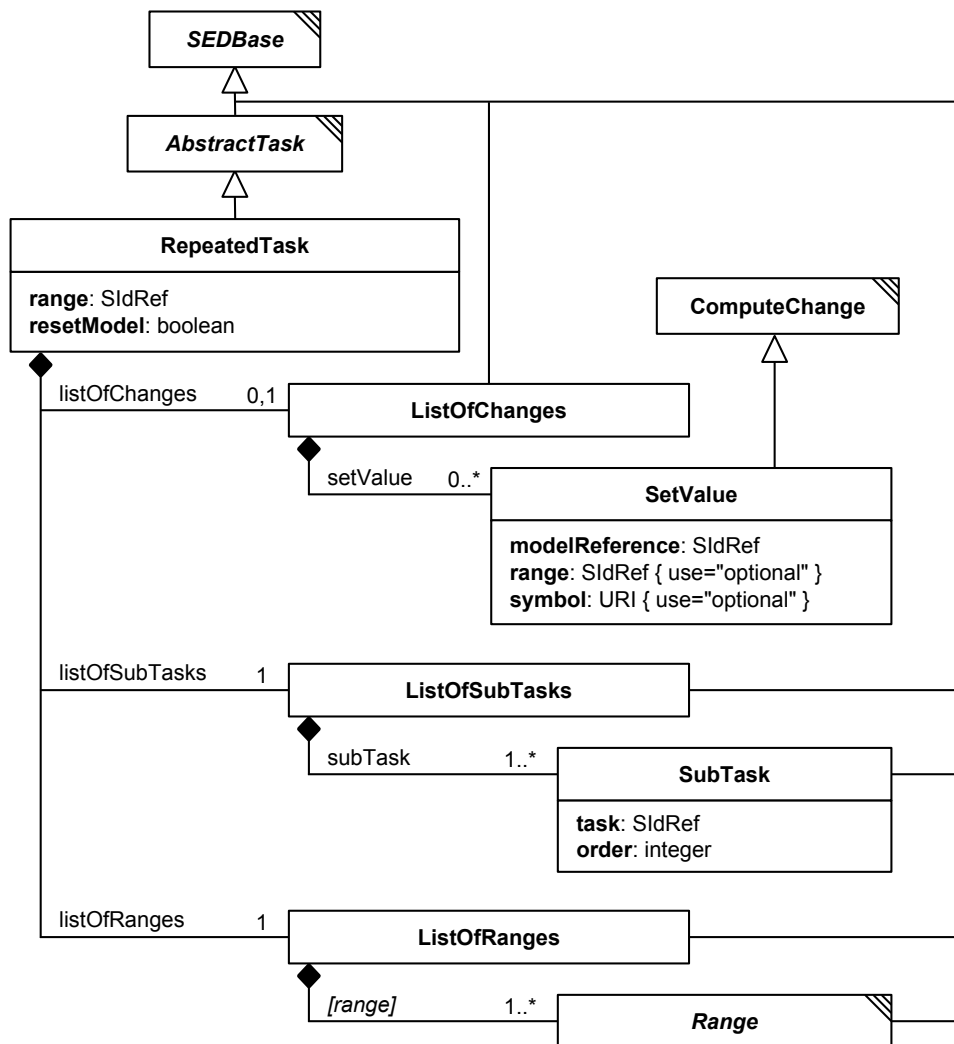 SEDBase
AbstractTask
RepeatedTask
range: SIdRef
resetModel: boolean
ComputeChange
listOfChanges 0,1
ListOfChanges
setValue 0..*
SetValue
modelReference: SIdRef
range: SIdRef { use="optional" }
symbol: URI { use="optional" }
listOfSubTasks 1
ListOfSubTasks
subTask 1..*
SubTask
task: SIdRef
order: integer
listOfRanges 1
ListOfRanges
[range] 1..*
Range